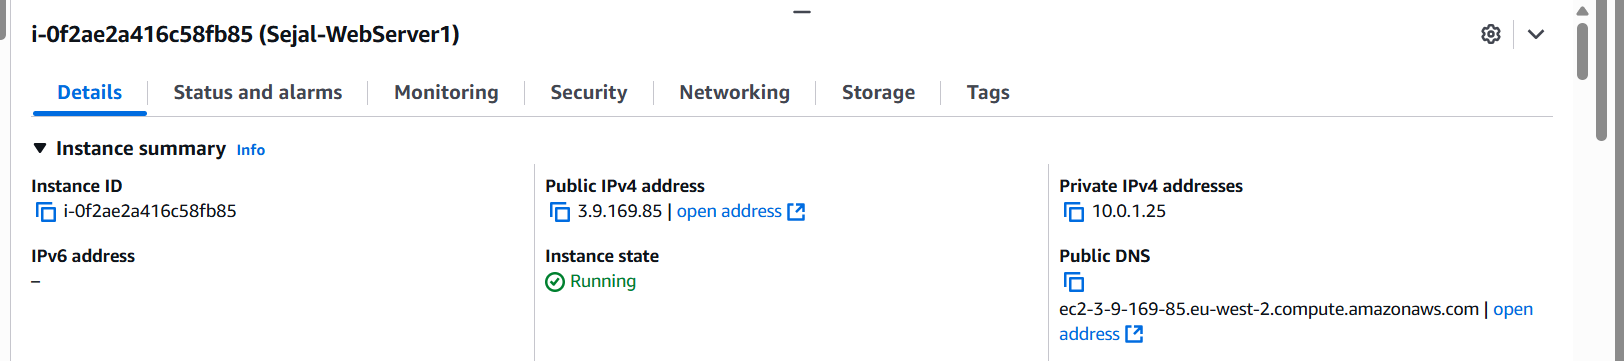 i-0f2ae2a416c58fb85 (Sejal-WebServer1)
Details Status and alarms Monitoring Security Networking Storage Tags
Instance summary Info
Instance ID
i-0f2ae2a416c58fb85
Public IPv4 address
3.9.169.85 | open address
Private IPv4 addresses
10.0.1.25
IPv6 address
–
Instance state
Running
Public DNS
ec2-3-9-169-85.eu-west-2.compute.amazonaws.com | open
address